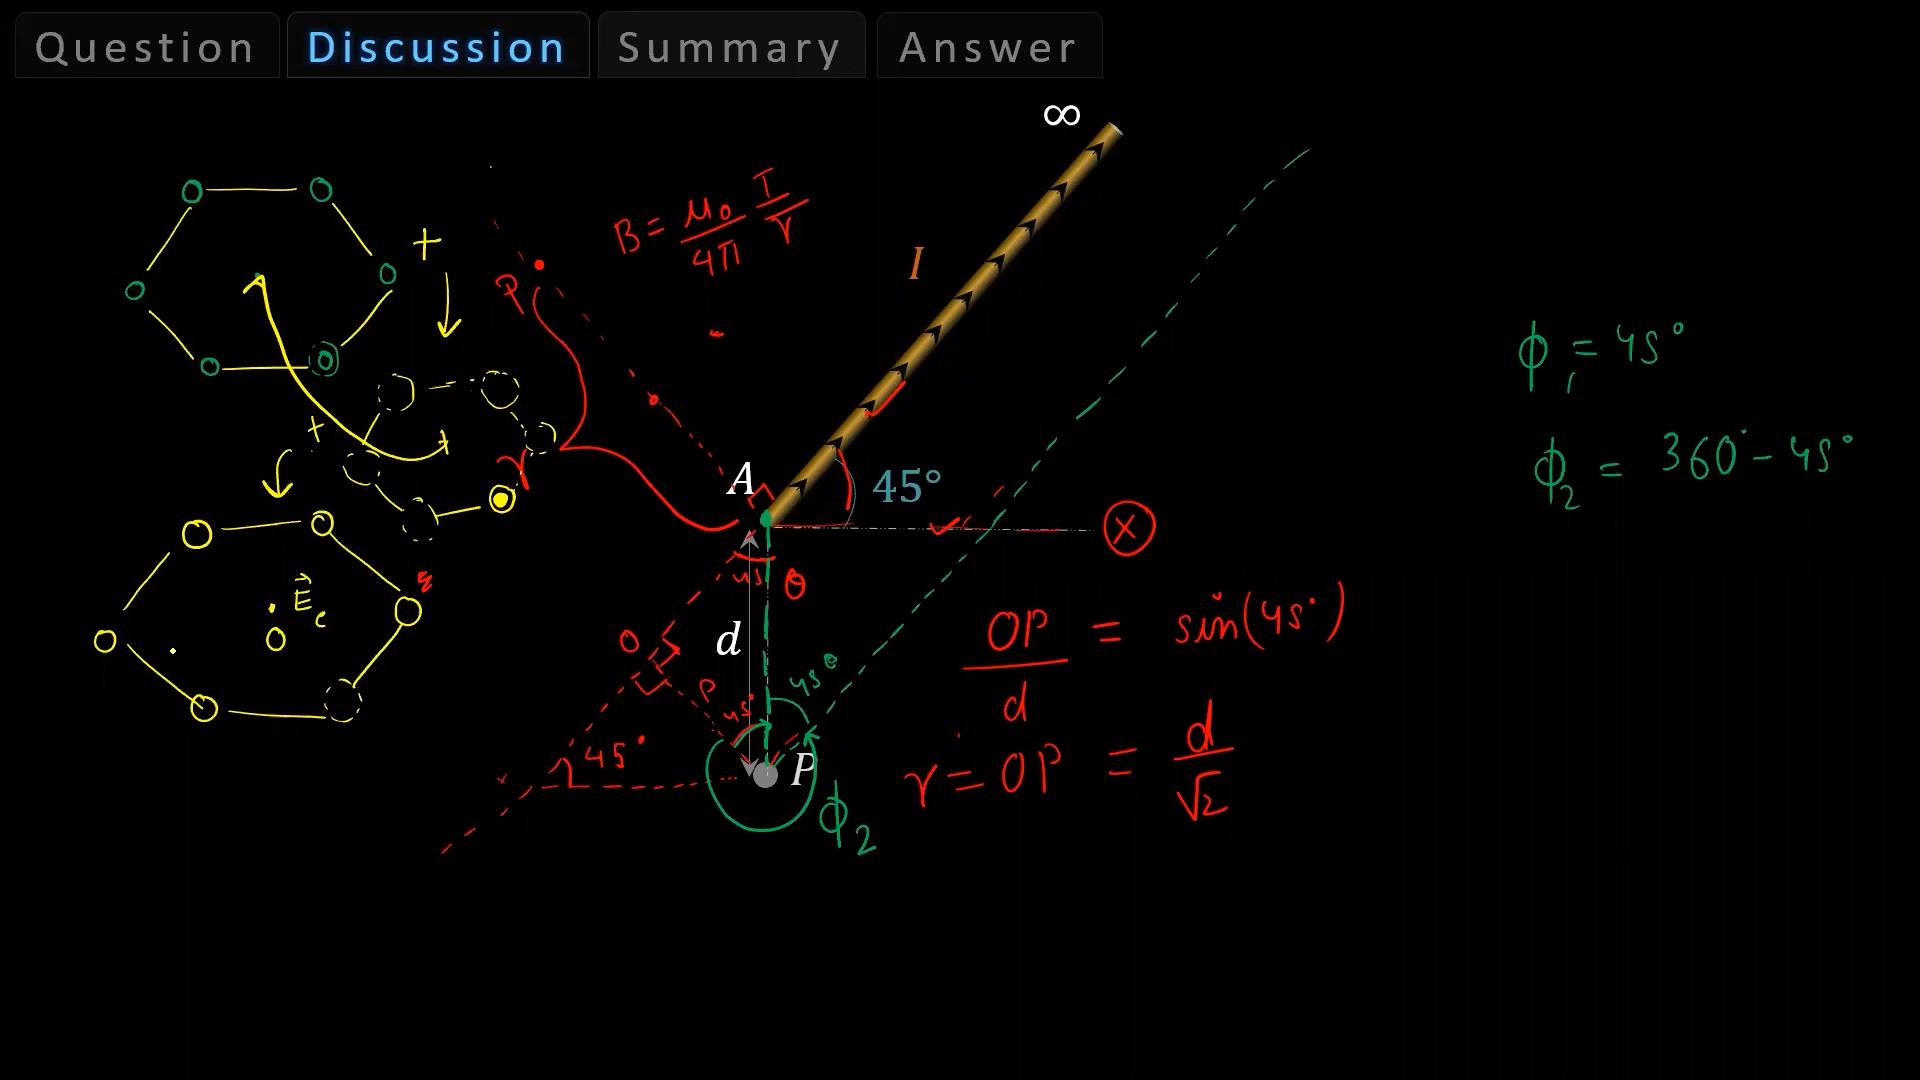 Question Discussion Summary Answer
∞
B = μ0/4π I/r
I
P
+
+
r
A
45°
X
ϕ1 = 45°
ϕ2 = 360° - 45°
E⃗c
O
45
θ
d
O
P
45°
45°
45°
P
ϕ2
OP/d = sin(45°)
r = OP = d/√2